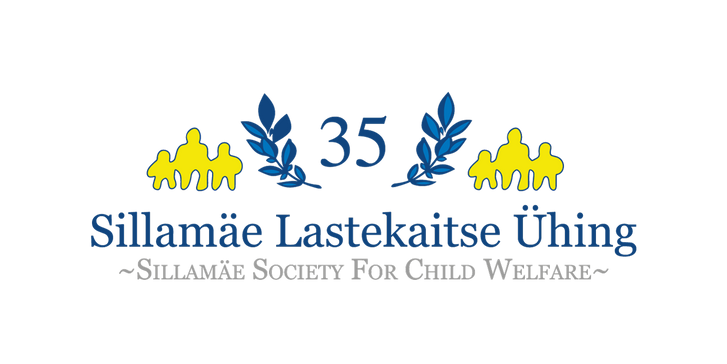 35
Sillamäe Lastekaitse Ühing
~Sillamäe Society For Child Welfare~